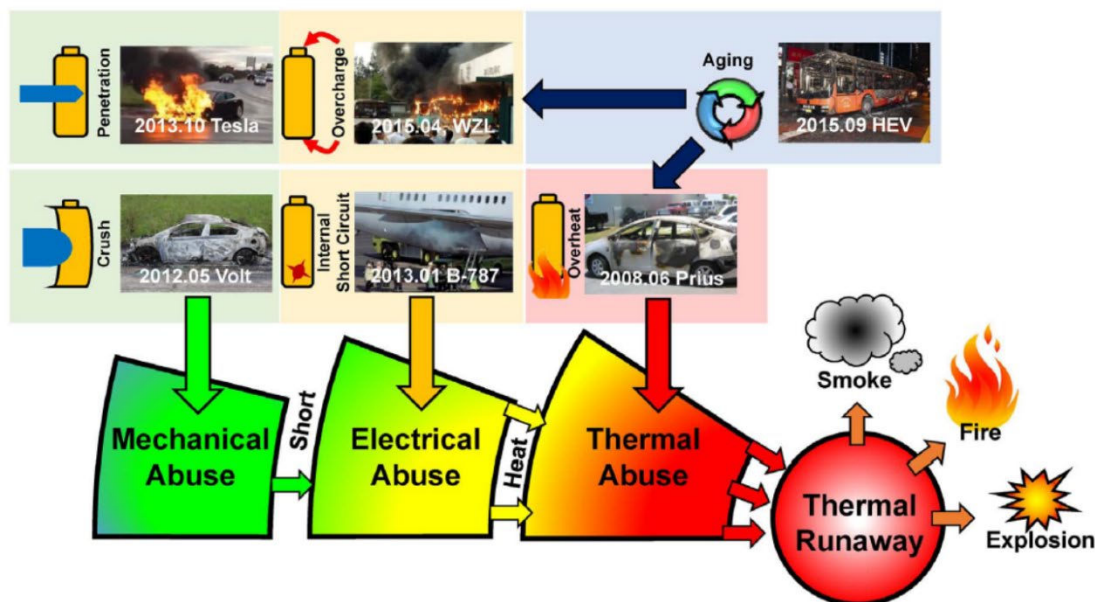 Penetration
2013.10 Tesla
Overcharge
2015.04, WZL
Aging
2015.09 HEV
Crush
2012.05 Volt
Internal
Short Circuit
2013.01 B-787
Overheat
2008.06 Prius
Mechanical
Abuse
Short
Electrical
Abuse
Heat
Thermal
Abuse
Thermal
Runaway
Smoke
Fire
Explosion